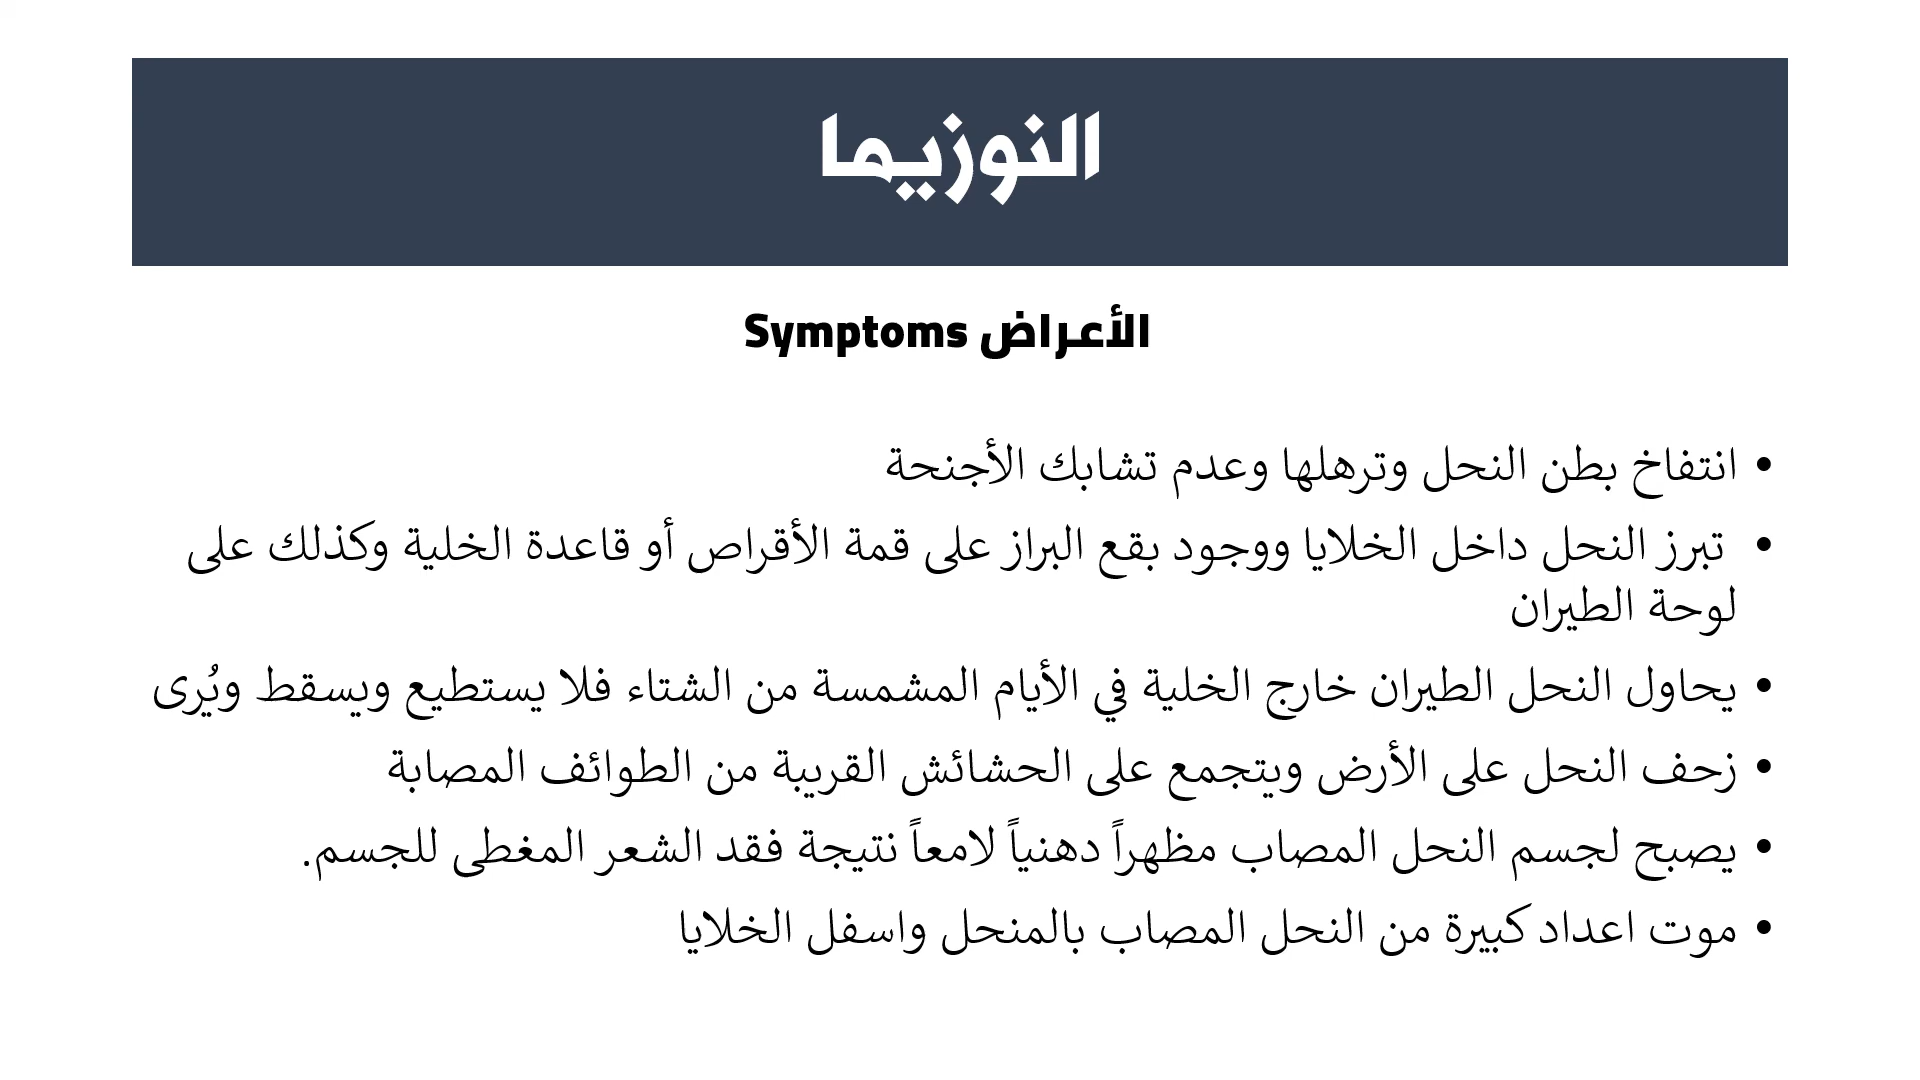 النوزيما
الأعراض Symptoms
• انتفاخ بطن النحل وترهلها وعدم تشابك الأجنحة
• تبرز النحل داخل الخلايا ووجود بقع البراز على قمة الأقراص أو قاعدة الخلية وكذلك على
لوحة الطيران
• يحاول النحل الطيران خارج الخلية في الأيام المشمسة من الشتاء فلا يستطيع ويسقط ويُرى
• زحف النحل على الأرض ويتجمع على الحشائش القريبة من الطوائف المصابة
• يصبح لجسم النحل المصاب مظهراً دهنياً لامعاً نتيجة فقد الشعر المغطى للجسم.
• موت اعداد كبيرة من النحل المصاب بالمنحل واسفل الخلايا